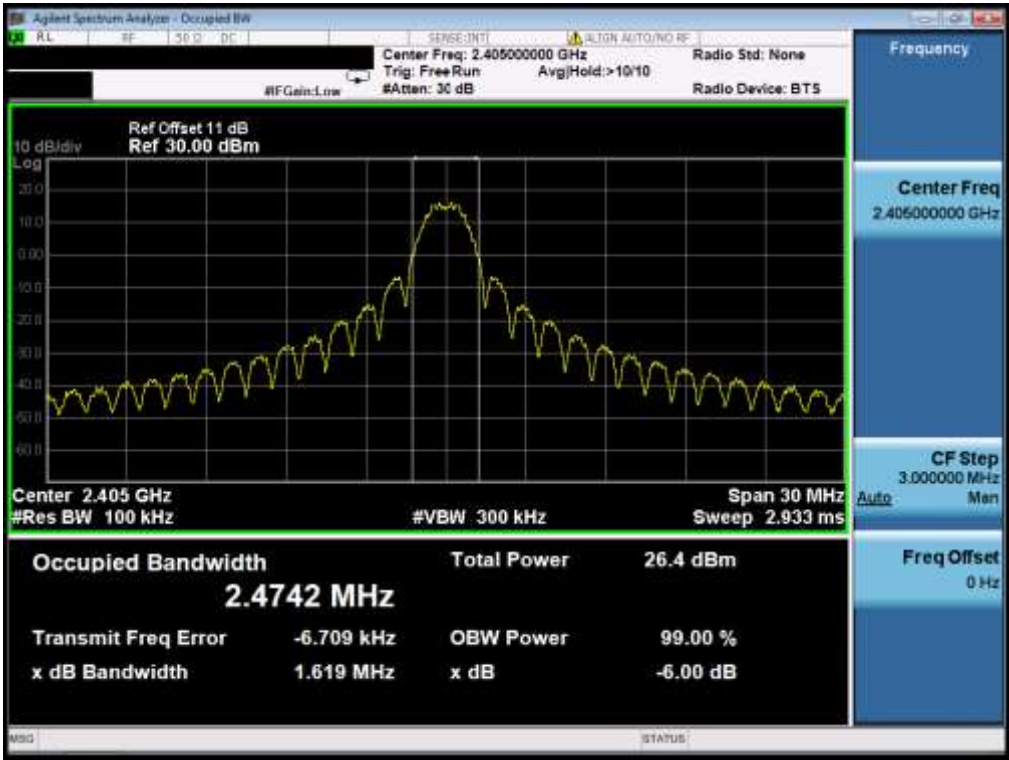 Agilent Spectrum Analyzer - Occupied BW
RL RF 50 Ω DC SENSE:INT ALIGN AUTO/NO RF
Center Freq: 2.405000000 GHz Radio Std: None
Trig: Free Run Avg|Hold:>10/10
#IFGain:Low #Atten: 30 dB Radio Device: BTS
Ref Offset 11 dB
10 dB/div Ref 30.00 dBm
Log
20.0
10.0
0.00
-10.0
-20.0
-30.0
-40.0
-50.0
-60.0
Center 2.405 GHz Span 30 MHz
#Res BW 100 kHz #VBW 300 kHz Sweep 2.933 ms
Occupied Bandwidth Total Power 26.4 dBm
2.4742 MHz
Transmit Freq Error -6.709 kHz OBW Power 99.00 %
x dB Bandwidth 1.619 MHz x dB -6.00 dB
MSG STATUS
Frequency
Center Freq
2.405000000 GHz
CF Step
3.000000 MHz
Auto Man
Freq Offset
0 Hz